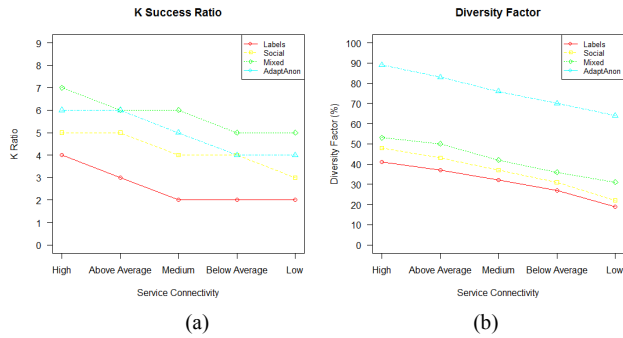 K Success Ratio
Labels
Social
Mixed
AdaptAnon
9
8
7
6
5
4
3
2
1
0
K Ratio
High
Above Average
Medium
Below Average
Low
Service Connectivity
(a)
Diversity Factor
Labels
Social
Mixed
AdaptAnon
100
90
80
70
60
50
40
30
20
10
0
Diversity Factor (%)
High
Above Average
Medium
Below Average
Low
Service Connectivity
(b)